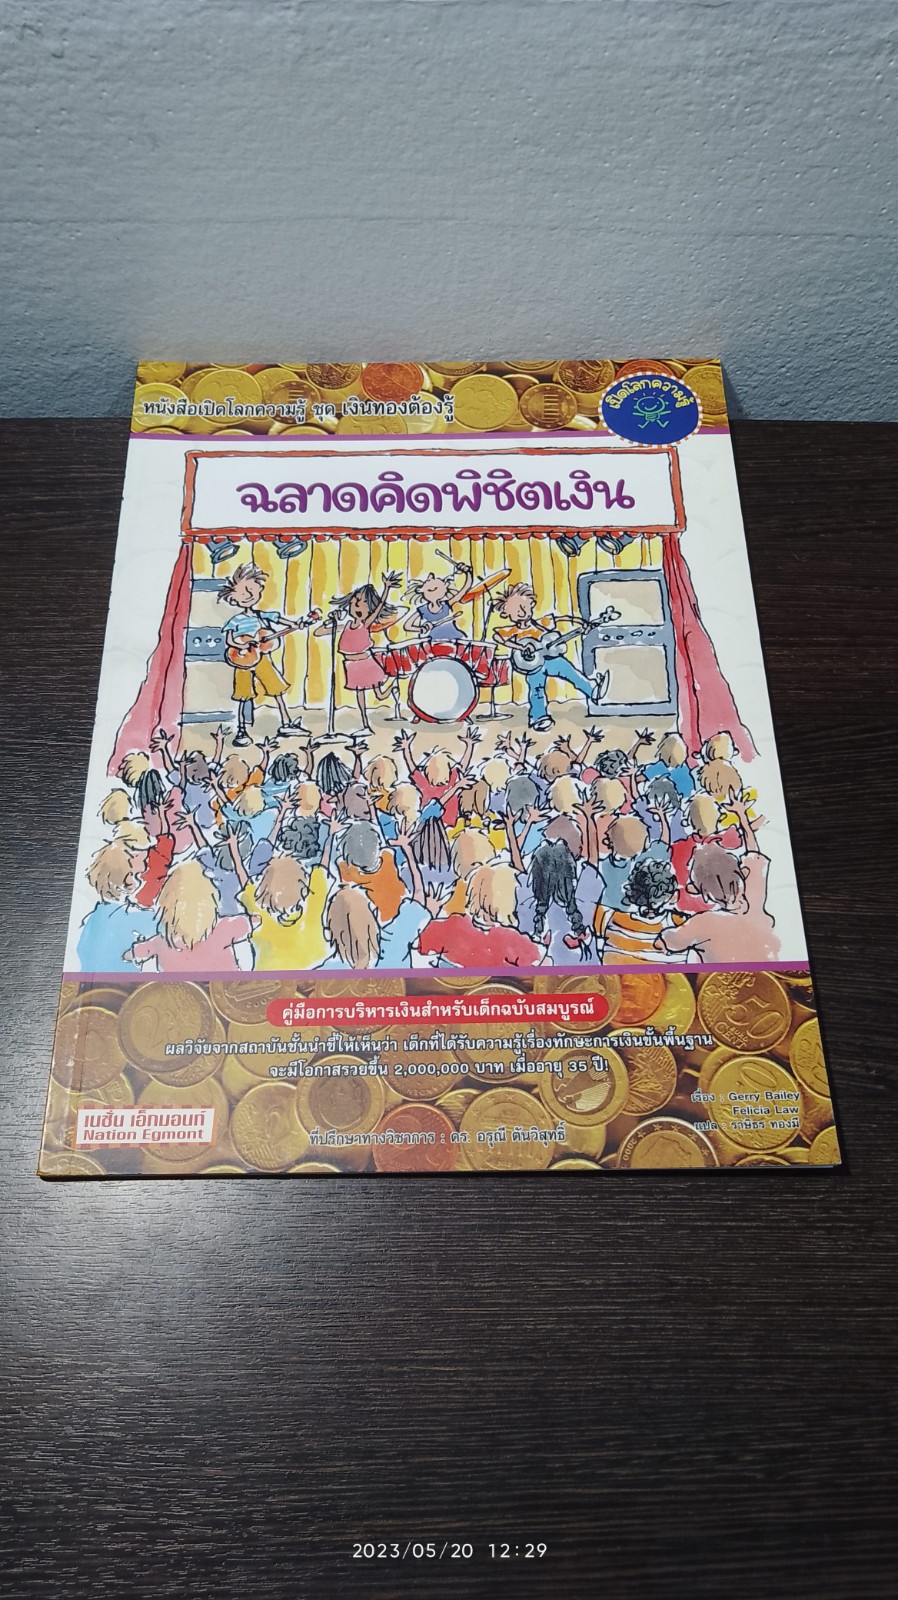 หนังสือเปิดโลกความรู้ ชุด เงินทองต้องรู้
เปิดโลกความรู้
ฉลาดคิดพิชิตเงิน
คู่มือการบริหารเงินสำหรับเด็กฉบับสมบูรณ์
ผลวิจัยจากสถาบันชั้นนำชี้ให้เห็นว่า เด็กที่ได้รับความรู้เรื่องทักษะการเงินขั้นพื้นฐาน
จะมีโอกาสรวยขึ้น 2,000,000 บาท เมื่ออายุ 35 ปี!
เรื่อง : Gerry Bailey
Felicia Law
แปล : ราษิธร ทองมี
เนชั่น เอ็กมอนท์
Nation Egmont
ที่ปรึกษาทางวิชาการ : ดร. อรุณี ตันวิสุทธิ์
2023/05/20 12:29